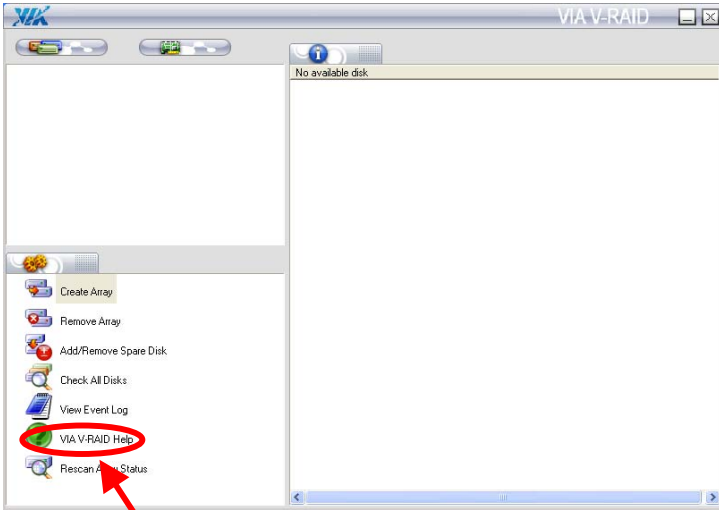 VIA
VIA V-RAID
No available disk
Create Array
Remove Array
Add/Remove Spare Disk
Check All Disks
View Event Log
VIA V-RAID Help
Rescan Array Status